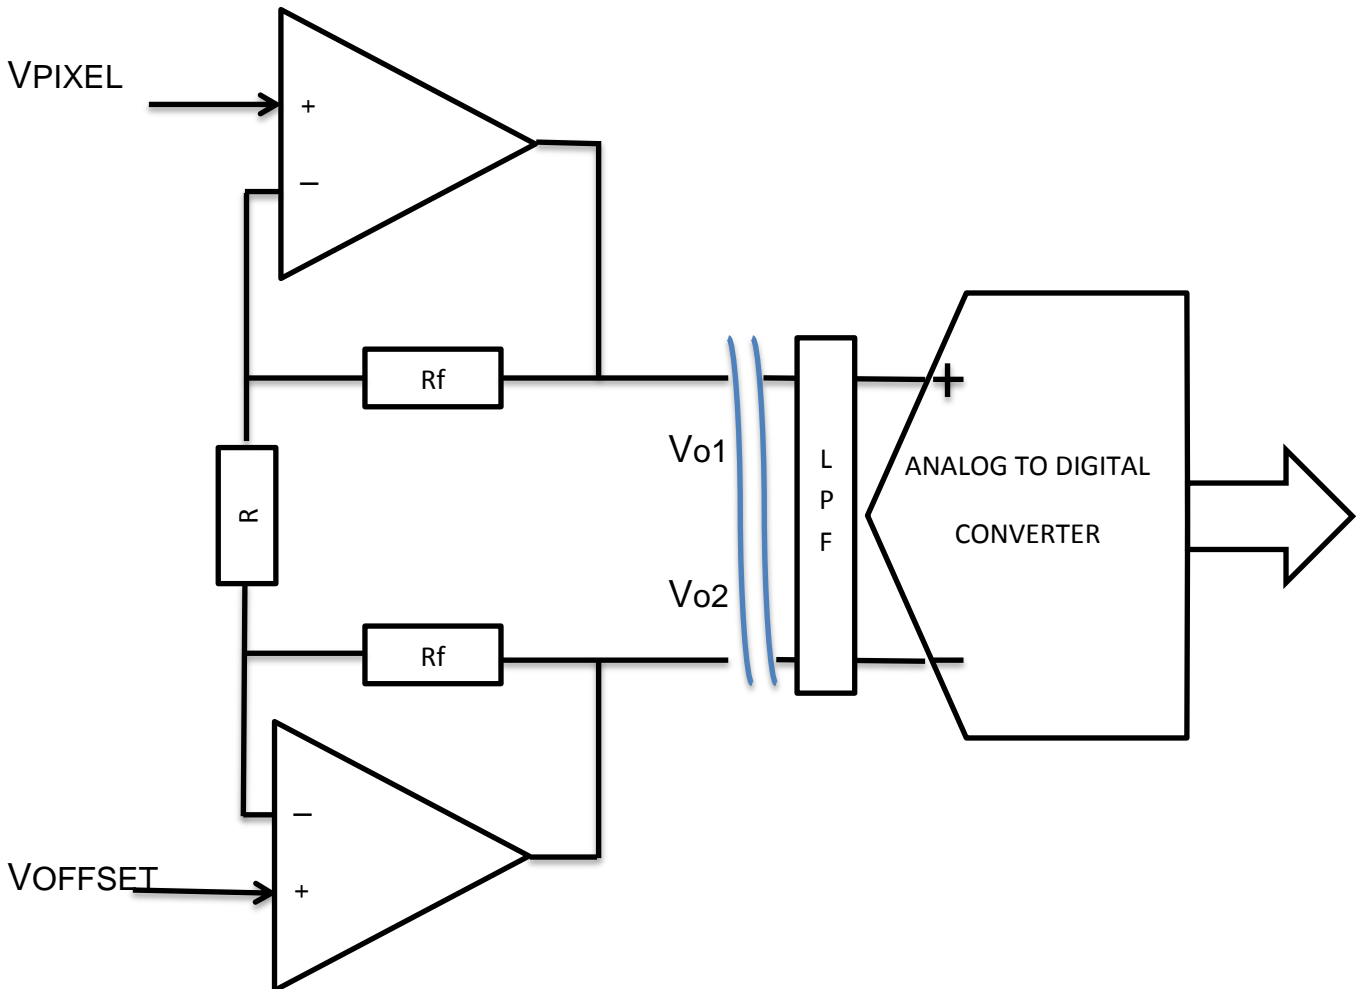 VPIXEL
+
−
Rf
+
Vo1
R
L
P
F
ANALOG TO DIGITAL
CONVERTER
Vo2
Rf
−
−
VOFFSET
+